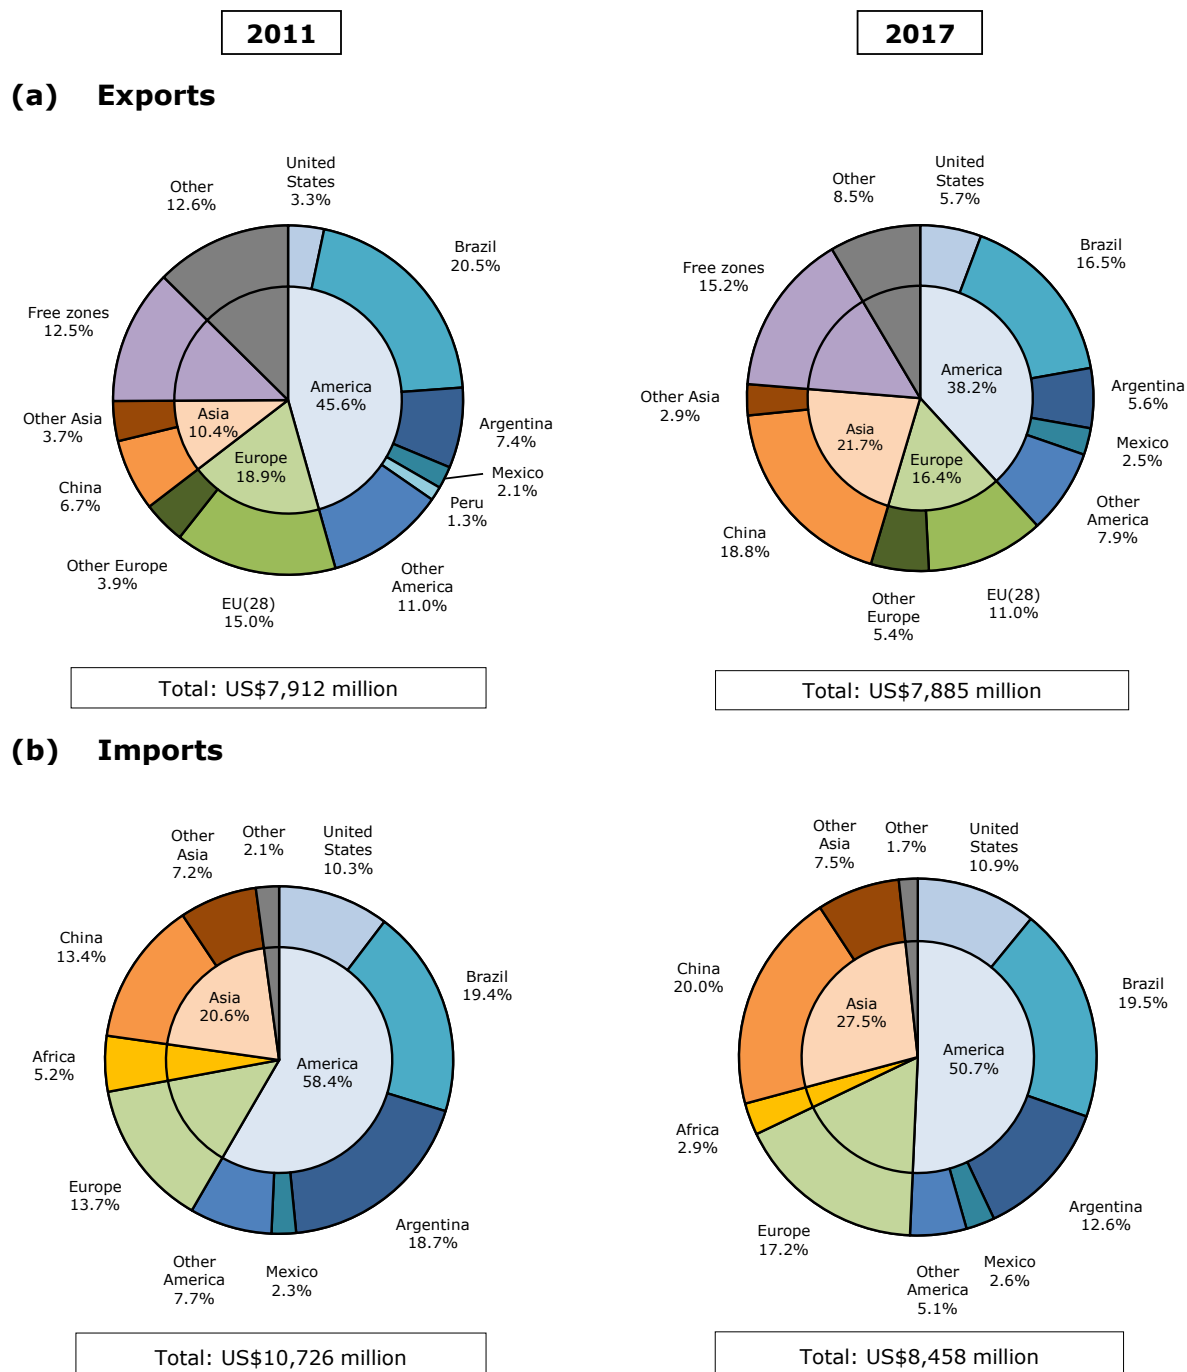 2011
2017
(a) Exports
United
States
3.3%
Brazil
20.5%
Argentina
7.4%
Mexico
2.1%
Peru
1.3%
Other
America
11.0%
EU(28)
15.0%
Other Europe
3.9%
China
6.7%
Other Asia
3.7%
Free zones
12.5%
Other
12.6%
America
45.6%
Europe
18.9%
Asia
10.4%
Total: US$7,912 million
United
States
5.7%
Brazil
16.5%
Argentina
5.6%
Mexico
2.5%
Other
America
7.9%
EU(28)
11.0%
Other
Europe
5.4%
China
18.8%
Other Asia
2.9%
Free zones
15.2%
Other
8.5%
America
38.2%
Europe
16.4%
Asia
21.7%
Total: US$7,885 million
(b) Imports
United
States
10.3%
Brazil
19.4%
Argentina
18.7%
Mexico
2.3%
Other
America
7.7%
Europe
13.7%
Africa
5.2%
China
13.4%
Other
Asia
7.2%
Other
2.1%
America
58.4%
Asia
20.6%
Total: US$10,726 million
United
States
10.9%
Brazil
19.5%
Argentina
12.6%
Mexico
2.6%
Other
America
5.1%
Europe
17.2%
Africa
2.9%
China
20.0%
Other
Asia
7.5%
Other
1.7%
America
50.7%
Asia
27.5%
Total: US$8,458 million